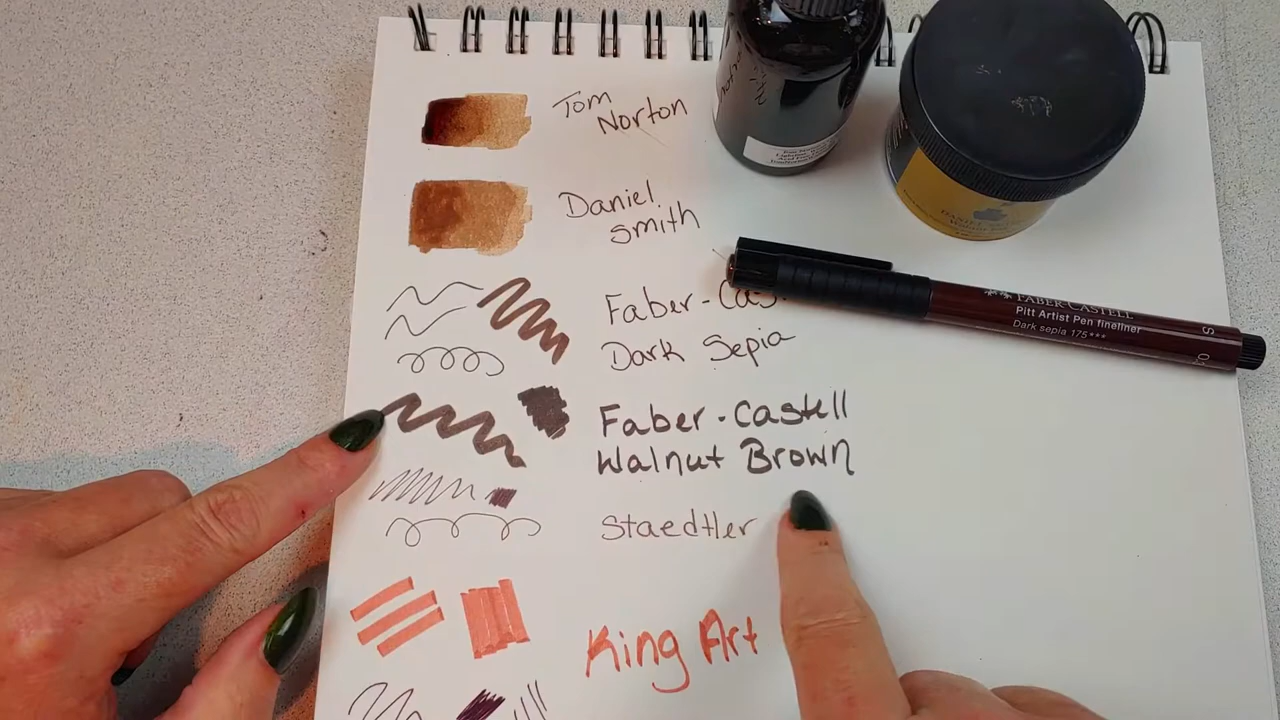 Tom
Norton
Daniel
Smith
Faber-Cas
Dark Sepia
FABER-CASTELL
Pitt Artist Pen fineliner
Dark sepia 175***
S
Faber-Castell
Walnut Brown
Staedtler
King Art